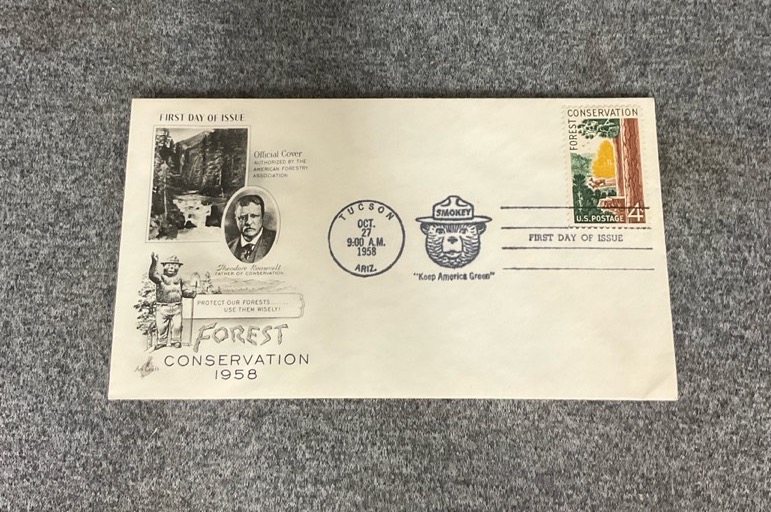 FIRST DAY OF ISSUE
Official Cover
AUTHORIZED BY THE
AMERICAN FORESTRY
ASSOCIATION
Theodore Roosevelt
FATHER OF CONSERVATION
PROTECT OUR FORESTS........
USE THEM WISELY!
FOREST
CONSERVATION
1958
Art Craft
TUCSON
OCT.
27
9:00 A.M.
1958
ARIZ.
SMOKEY
"Keep America Green"
FOREST
CONSERVATION
U.S. POSTAGE 4¢
FIRST DAY OF ISSUE